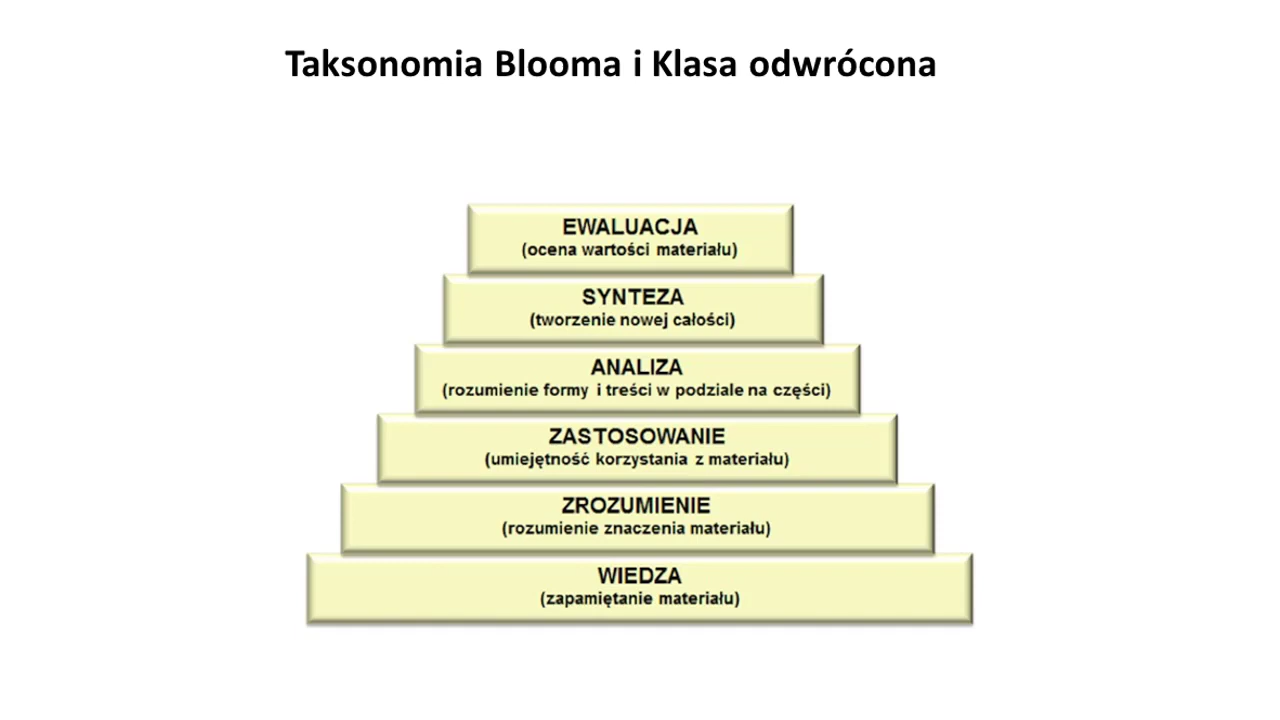 Taksonomia Blooma i Klasa odwrócona
EWALUACJA
(ocena wartości materiału)
SYNTEZA
(tworzenie nowej całości)
ANALIZA
(rozumienie formy i treści w podziale na części)
ZASTOSOWANIE
(umiejętność korzystania z materiału)
ZROZUMIENIE
(rozumienie znaczenia materiału)
WIEDZA
(zapamiętanie materiału)